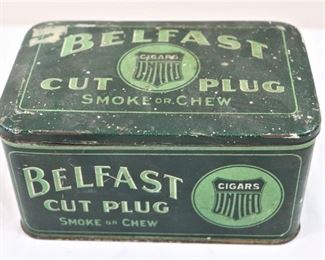 BELFAST
CIGARS
UNITED
CUT PLUG
SMOKE OR CHEW
BELFAST
CUT PLUG
SMOKE OR CHEW
CIGARS
UNITED